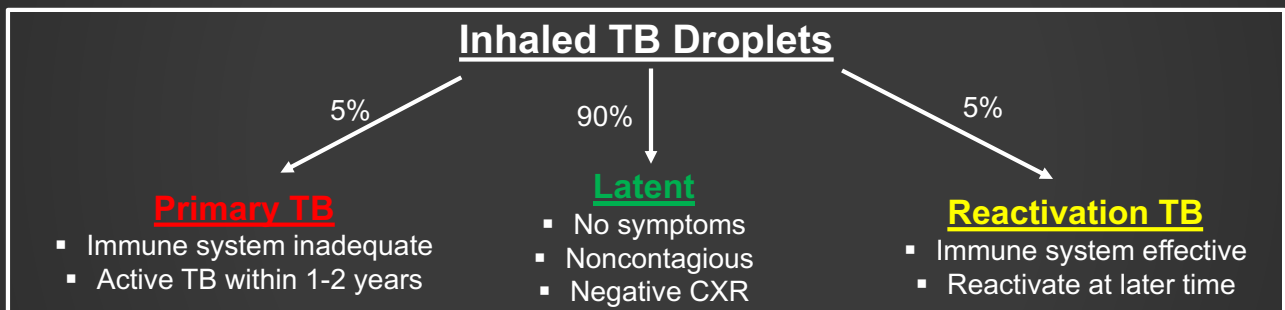 Inhaled TB Droplets
5%
90%
5%
Primary TB
▪ Immune system inadequate
▪ Active TB within 1-2 years
Latent
▪ No symptoms
▪ Noncontagious
▪ Negative CXR
Reactivation TB
▪ Immune system effective
▪ Reactivate at later time